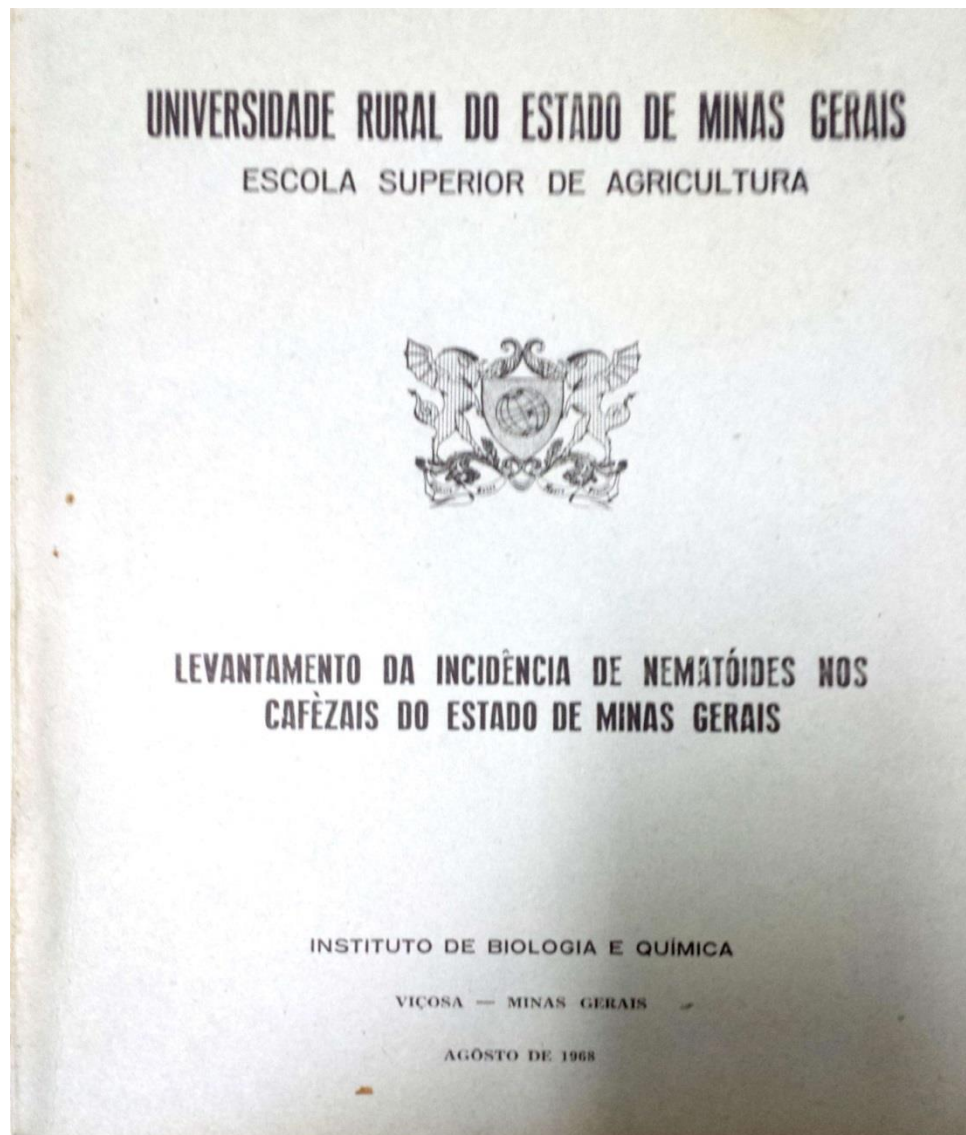 UNIVERSIDADE RURAL DO ESTADO DE MINAS GERAIS
ESCOLA SUPERIOR DE AGRICULTURA
LEVANTAMENTO DA INCIDÊNCIA DE NEMATÓIDES NOS
CAFÈZAIS DO ESTADO DE MINAS GERAIS
INSTITUTO DE BIOLOGIA E QUÍMICA
VIÇOSA — MINAS GERAIS
AGÔSTO DE 1968